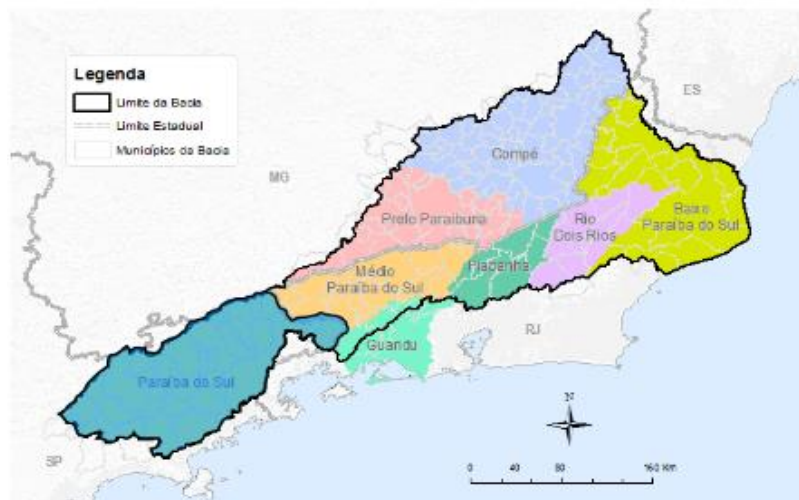 Legenda
Limite da Bacia
Limite Estadual
Municípios da Bacia
ES
MG
Compé
Preto Paraibuna
Rio
Dois Rios
Baixo
Paraíba do Sul
Piabanha
Médio
Paraíba do Sul
Guandu
RJ
Paraíba do Sul
SP
N
0 40 80 160 Km